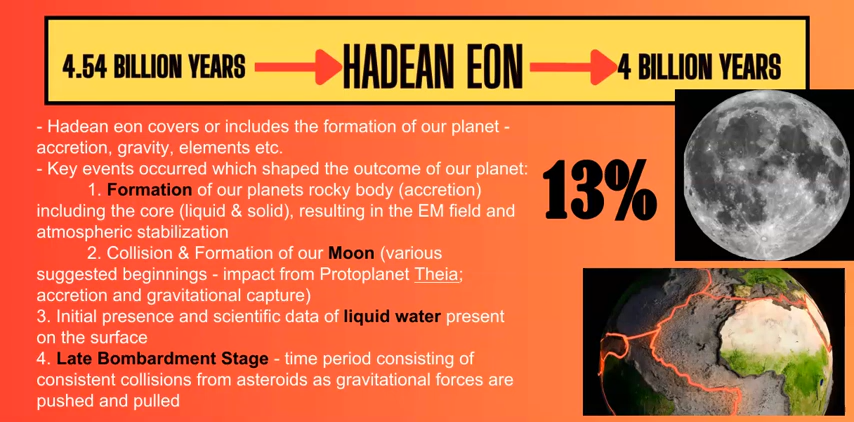 4.54 BILLION YEARS HADEAN EON 4 BILLION YEARS
- Hadean eon covers or includes the formation of our planet -
accretion, gravity, elements etc.
- Key events occurred which shaped the outcome of our planet:
1. Formation of our planets rocky body (accretion)
including the core (liquid & solid), resulting in the EM field and
atmospheric stabilization
2. Collision & Formation of our Moon (various
suggested beginnings - impact from Protoplanet Theia;
accretion and gravitational capture)
3. Initial presence and scientific data of liquid water present
on the surface
4. Late Bombardment Stage - time period consisting of
consistent collisions from asteroids as gravitational forces are
pushed and pulled
13%